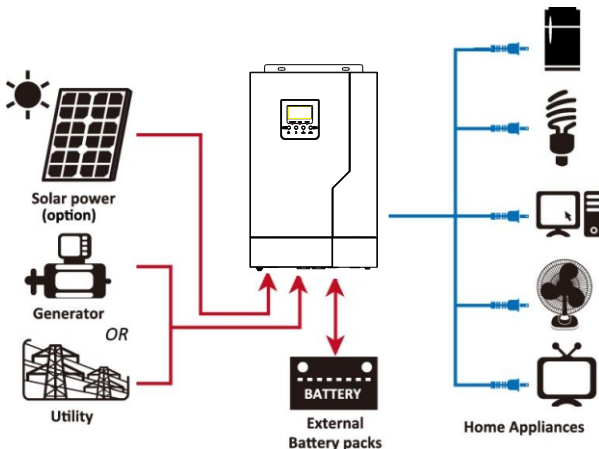 Solar power
(option)
Generator
OR
Utility
BATTERY
External
Battery packs
Home Appliances